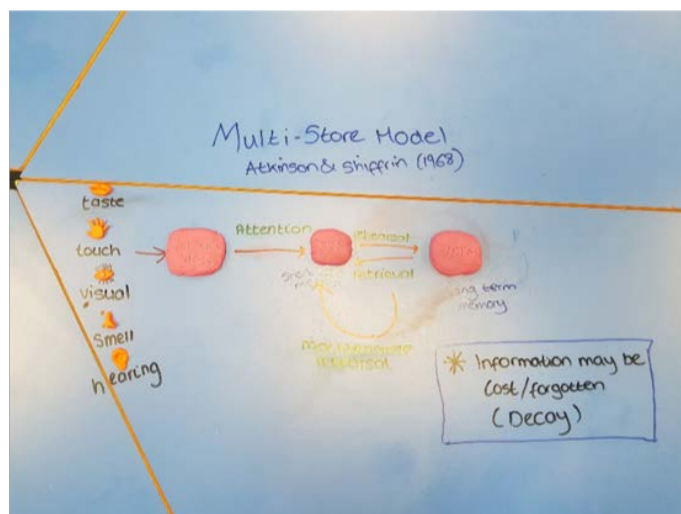 Multi-Store Model
Atkinson & Shiffrin (1968)
taste
touch
visual
smell
hearing
Attention
rehearsal
retrieval
long term
memory
rehearsal
* Information may be
lost/forgotten
(Decay)